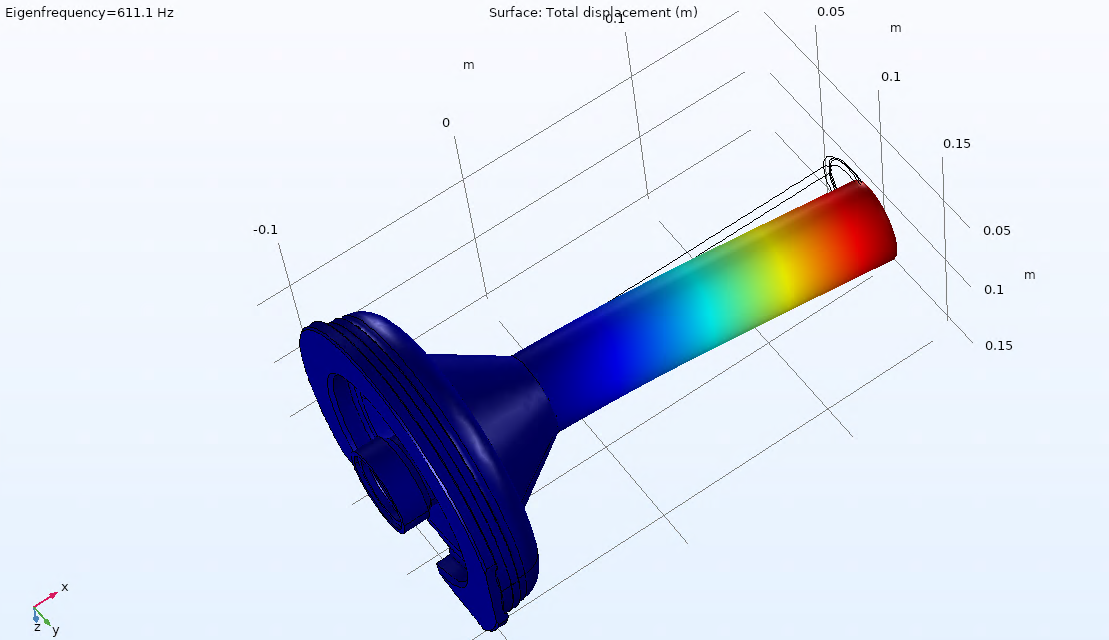 Eigenfrequency=611.1 Hz
Surface: Total displacement (m)
0.1
0.05
m
m
0.1
0
0.15
-0.1
0.05
m
0.1
0.15
x
z
y